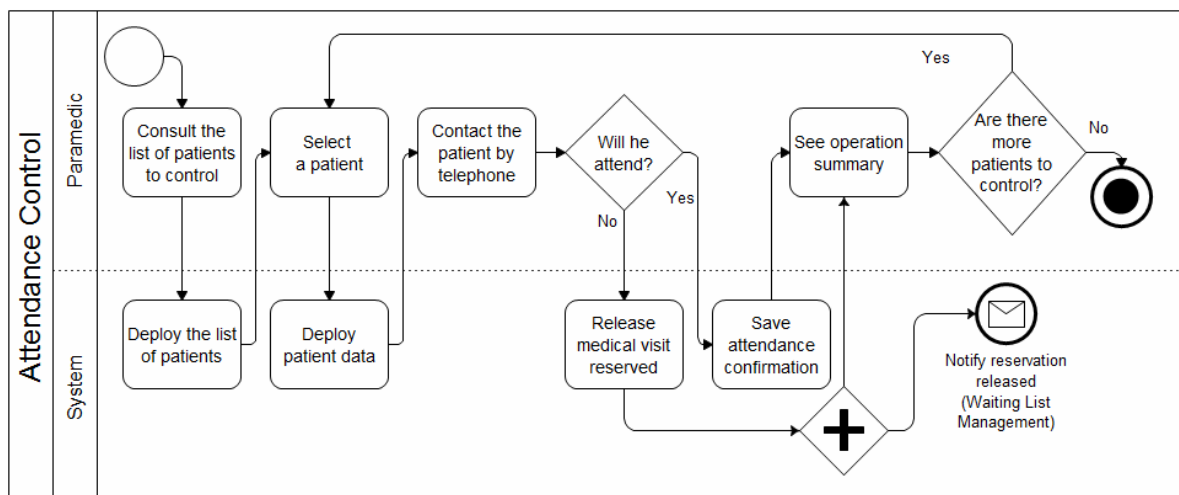 Attendance Control
Paramedic
System
Consult the
list of patients
to control
Select
a patient
Contact the
patient by
telephone
Will he
attend?
No
Yes
See operation
summary
Are there
more
patients to
control?
Yes
No
Deploy the list
of patients
Deploy
patient data
Release
medical visit
reserved
Save
attendance
confirmation
Notify reservation
released
(Waiting List
Management)